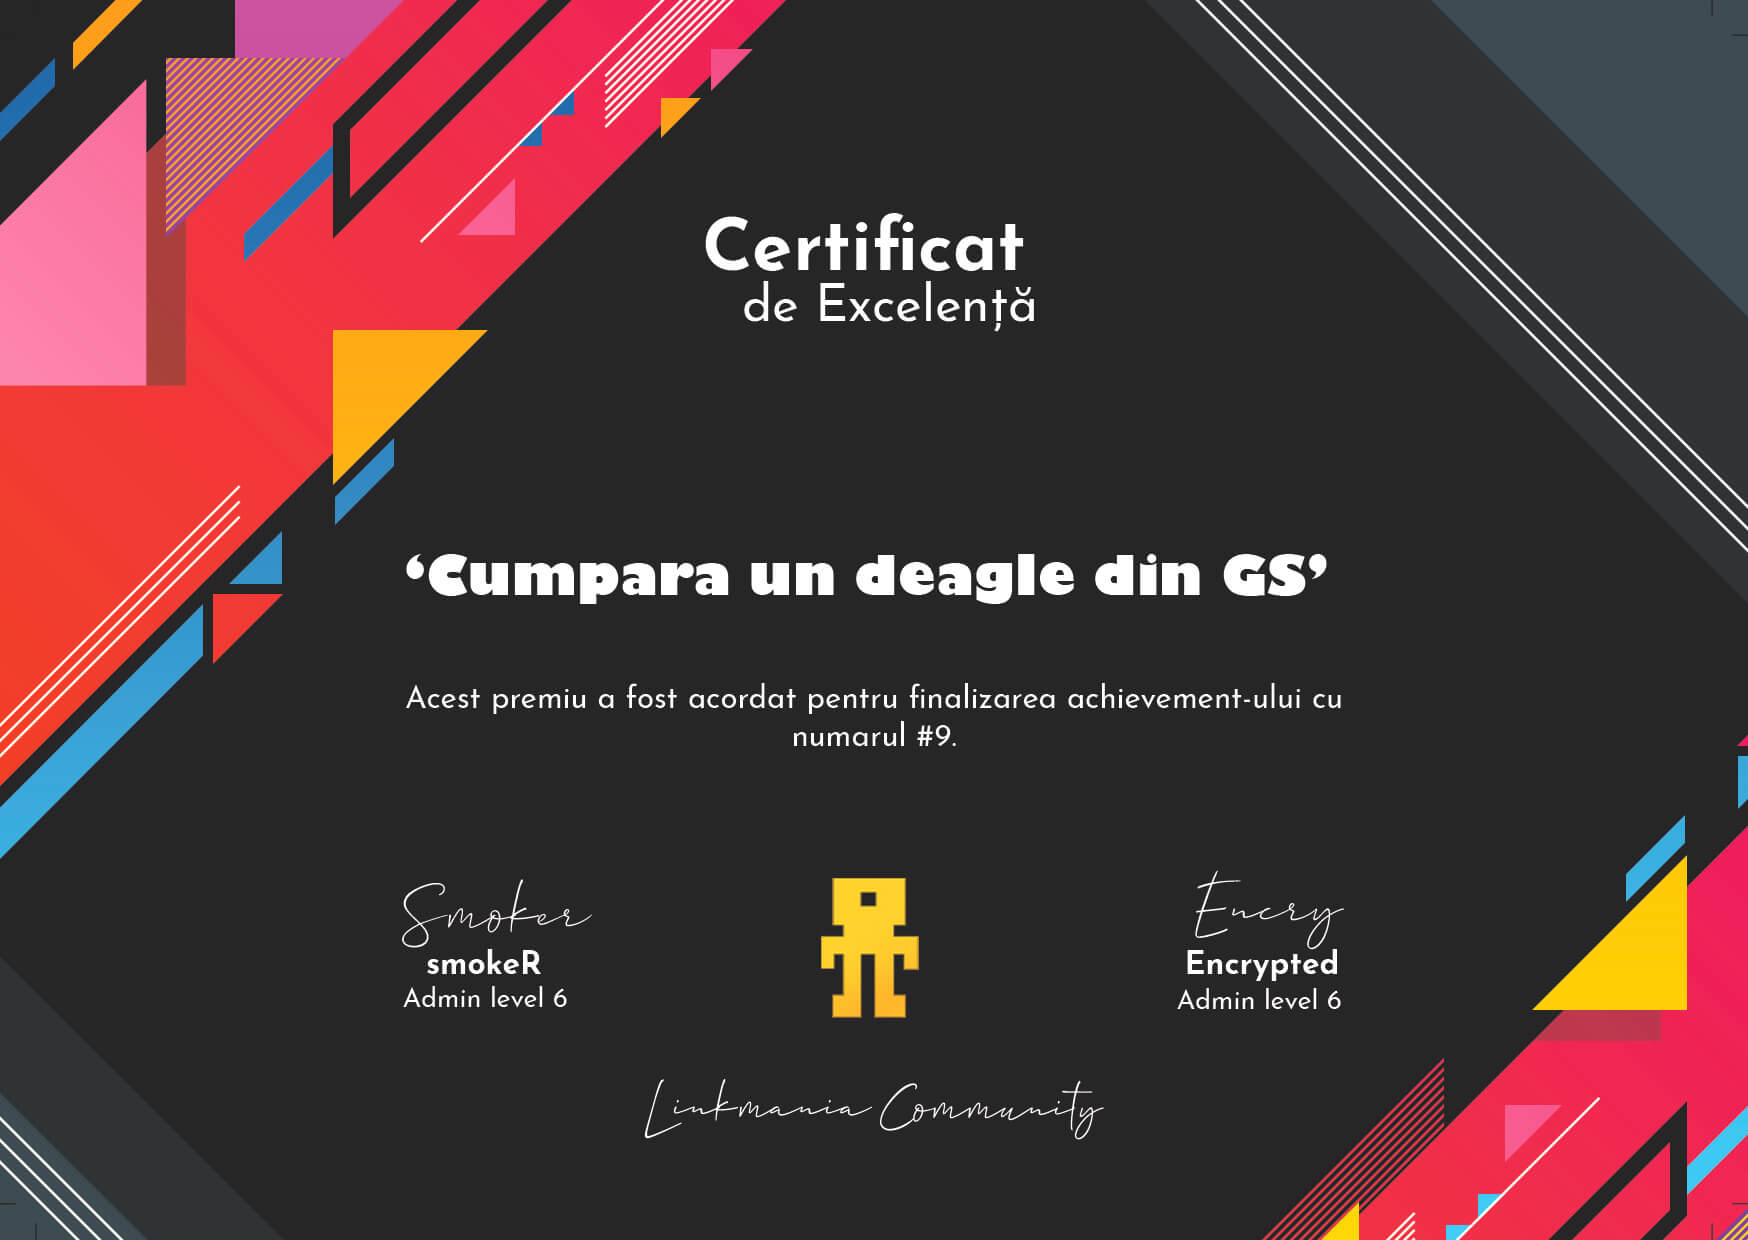 Certificat
de Excelență
‘Cumpara un deagle din GS’
Acest premiu a fost acordat pentru finalizarea achievement-ului cu
numarul #9.
Smoker
smokeR
Admin level 6
Encry
Encrypted
Admin level 6
Linkmania Community